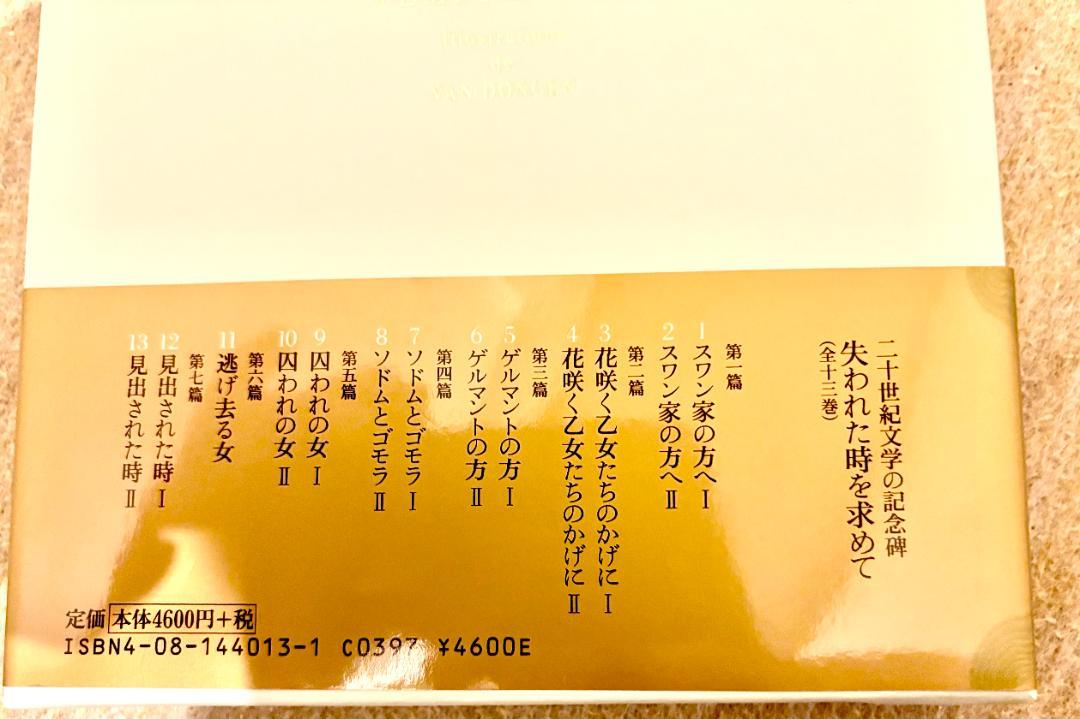 Illustrations
de
VAN DONGEN
二十世紀文学の記念碑
失われた時を求めて
(全十三巻)
第一篇
1 スワン家の方へ Ⅰ
2 スワン家の方へ Ⅱ
第二篇
3 花咲く乙女たちのかげに Ⅰ
4 花咲く乙女たちのかげに Ⅱ
第三篇
5 ゲルマントの方 Ⅰ
6 ゲルマントの方 Ⅱ
第四篇
7 ソドムとゴモラ Ⅰ
8 ソドムとゴモラ Ⅱ
第五篇
9 囚われの女 Ⅰ
10 囚われの女 Ⅱ
第六篇
11 逃げ去る女
第七篇
12 見出された時 Ⅰ
13 見出された時 Ⅱ
定価 本体4600円+税
ISBN4-08-144013-1 C0397 ¥4600E